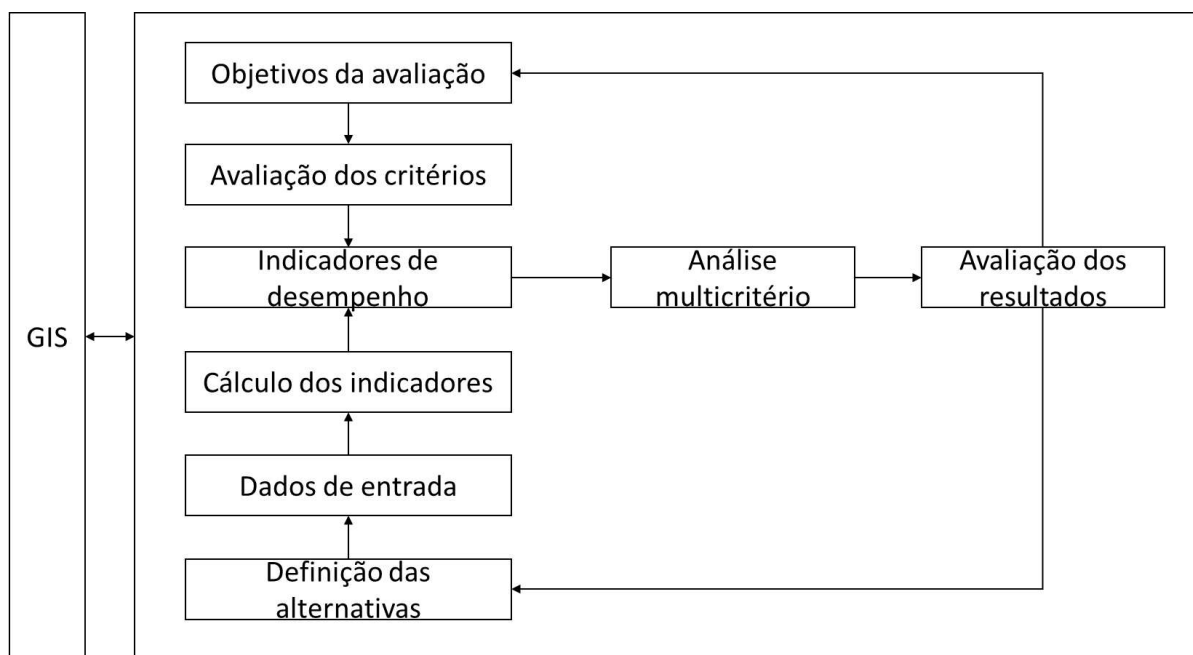 GIS
Objetivos da avaliação
Avaliação dos critérios
Indicadores de
desempenho
Análise
multicritério
Avaliação dos
resultados
Cálculo dos indicadores
Dados de entrada
Definição das
alternativas